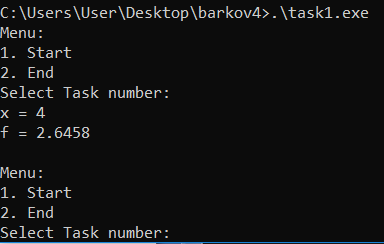 C:\Users\User\Desktop\barkov4>.\task1.exe
Menu:
1. Start
2. End
Select Task number:
x = 4
f = 2.6458

Menu:
1. Start
2. End
Select Task number: